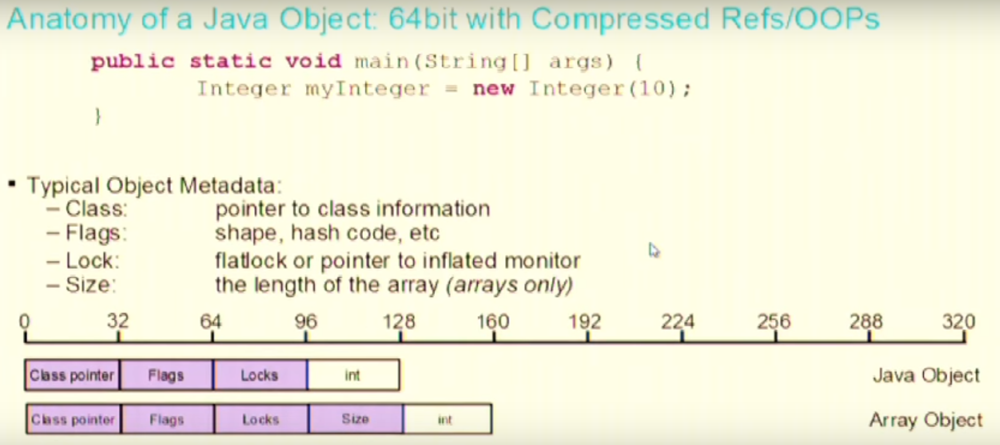 Anatomy of a Java Object: 64bit with Compressed Refs/OOPs
public static void main(String[] args) {
Integer myInteger = new Integer(10);
}
▪ Typical Object Metadata:
– Class: pointer to class information
– Flags: shape, hash code, etc
– Lock: flatlock or pointer to inflated monitor
– Size: the length of the array (arrays only)
0 32 64 96 128 160 192 224 256 288 320
Class pointer Flags Locks int Java Object
Class pointer Flags Locks Size int Array Object